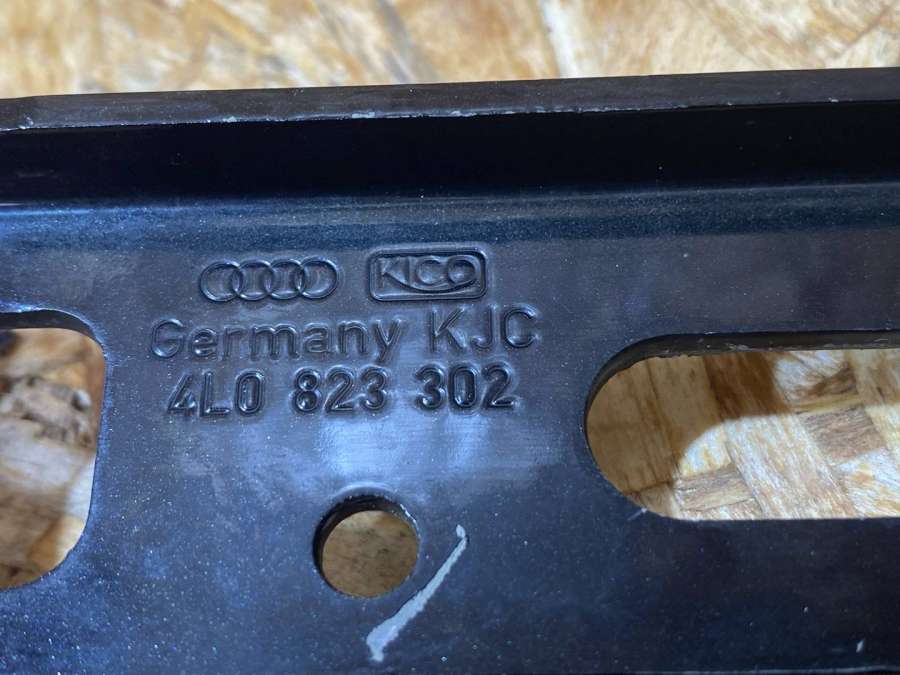 KICO
Germany KJC
4L0 823 302